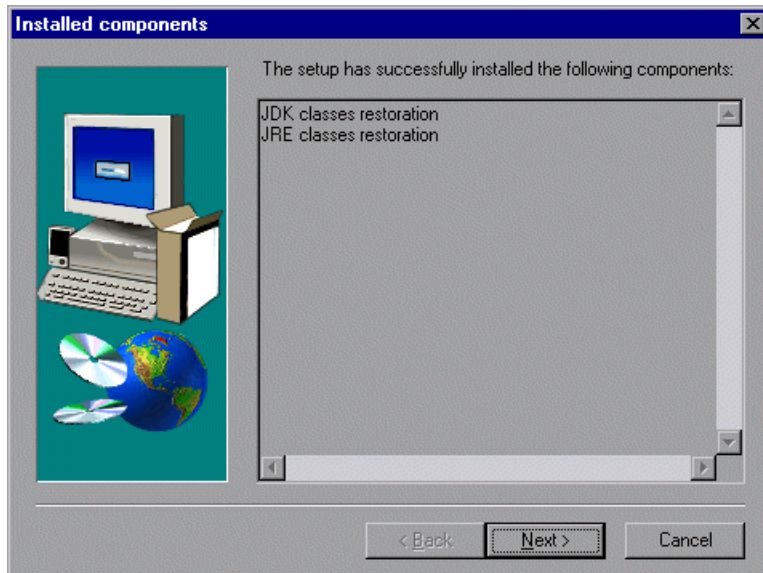 Installed components
The setup has successfully installed the following components:
JDK classes restoration
JRE classes restoration
< Back
Next >
Cancel